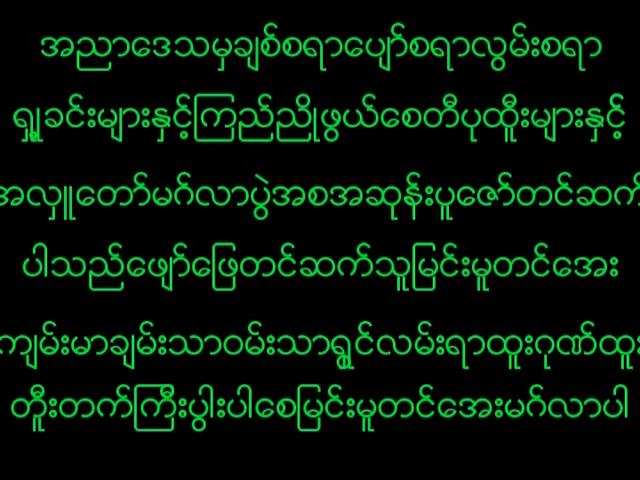 အညာဒေသမှချစ်စရာပျော်စရာလွမ်းစရာ
ရှုခင်းများနှင့်ကြည်ညိုဖွယ်စေတီပုထိူးများနှင့်
အလှူတော်မင်္ဂလာပွဲအစအဆုန်းပူဇော်တင်ဆက်
ပါသည်ဖျော်ဖြေတင်ဆက်သူမြင်းမူတင်အေး
ကျမ်းမာချမ်းသာဝမ်းသာရွှင်လမ်းရာထူးဂုဏ်ထူး
တိူးတက်ကြီးပွါးပါစေမြင်းမူတင်အေးမင်္ဂလာပါ